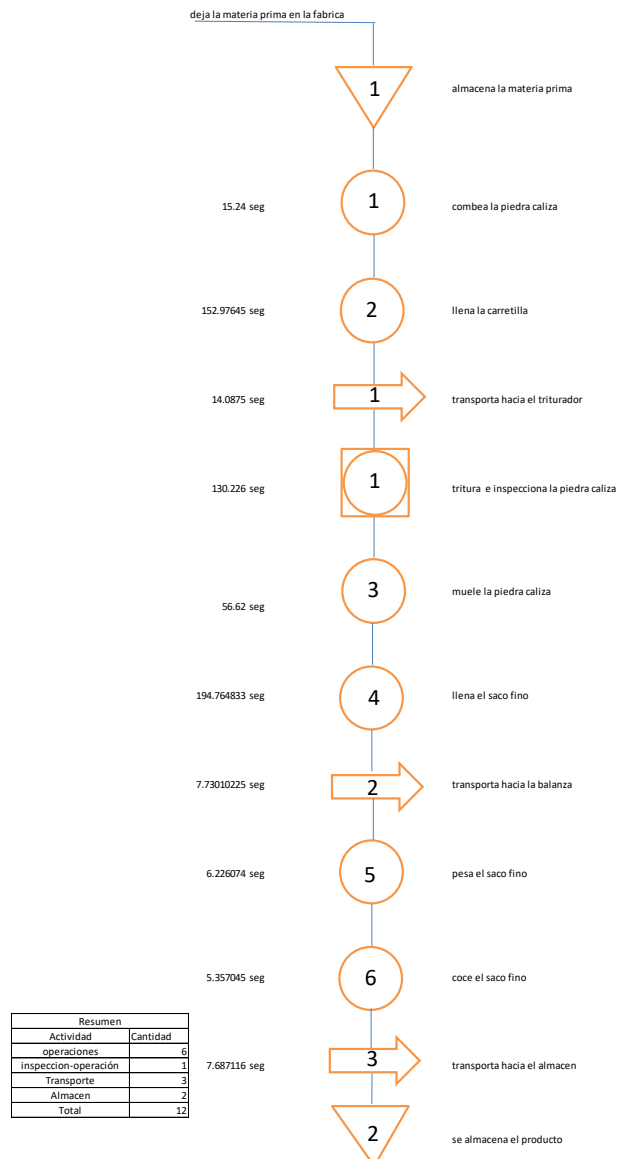 deja la materia prima en la fabrica
1
almacena la materia prima
15.24 seg
1
combea la piedra caliza
152.97645 seg
2
llena la carretilla
14.0875 seg
1
transporta hacia el triturador
130.226 seg
1
tritura e inspecciona la piedra caliza
56.62 seg
3
muele la piedra caliza
194.764833 seg
4
llena el saco fino
7.73010225 seg
2
transporta hacia la balanza
6.226074 seg
5
pesa el saco fino
5.357045 seg
6
coce el saco fino
7.687116 seg
3
transporta hacia el almacen
2
se almacena el producto
Resumen
Actividad Cantidad
operaciones 6
inspeccion-operación 1
Transporte 3
Almacen 2
Total 12